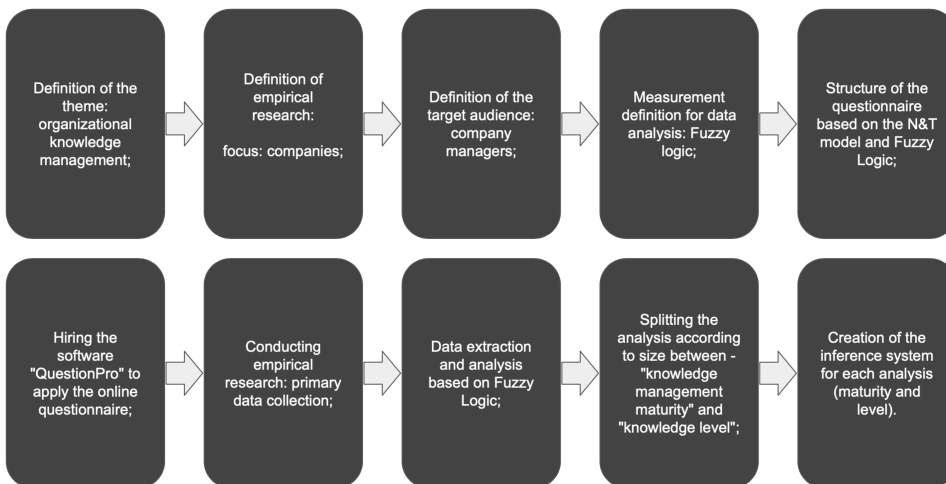 Definition of the
theme:
organizational
knowledge
management;
Definition of
empirical
research:
focus: companies;
Definition of the
target audience:
company
managers;
Measurement
definition for data
analysis: Fuzzy
logic;
Structure of the
questionnaire
based on the N&T
model and Fuzzy
Logic;
Hiring the
software
"QuestionPro" to
apply the online
questionnaire;
Conducting
empirical
research: primary
data collection;
Data extraction
and analysis
based on Fuzzy
Logic;
Splitting the
analysis according
to size between -
"knowledge
management
maturity" and
"knowledge level";
Creation of the
inference system
for each analysis
(maturity and
level).